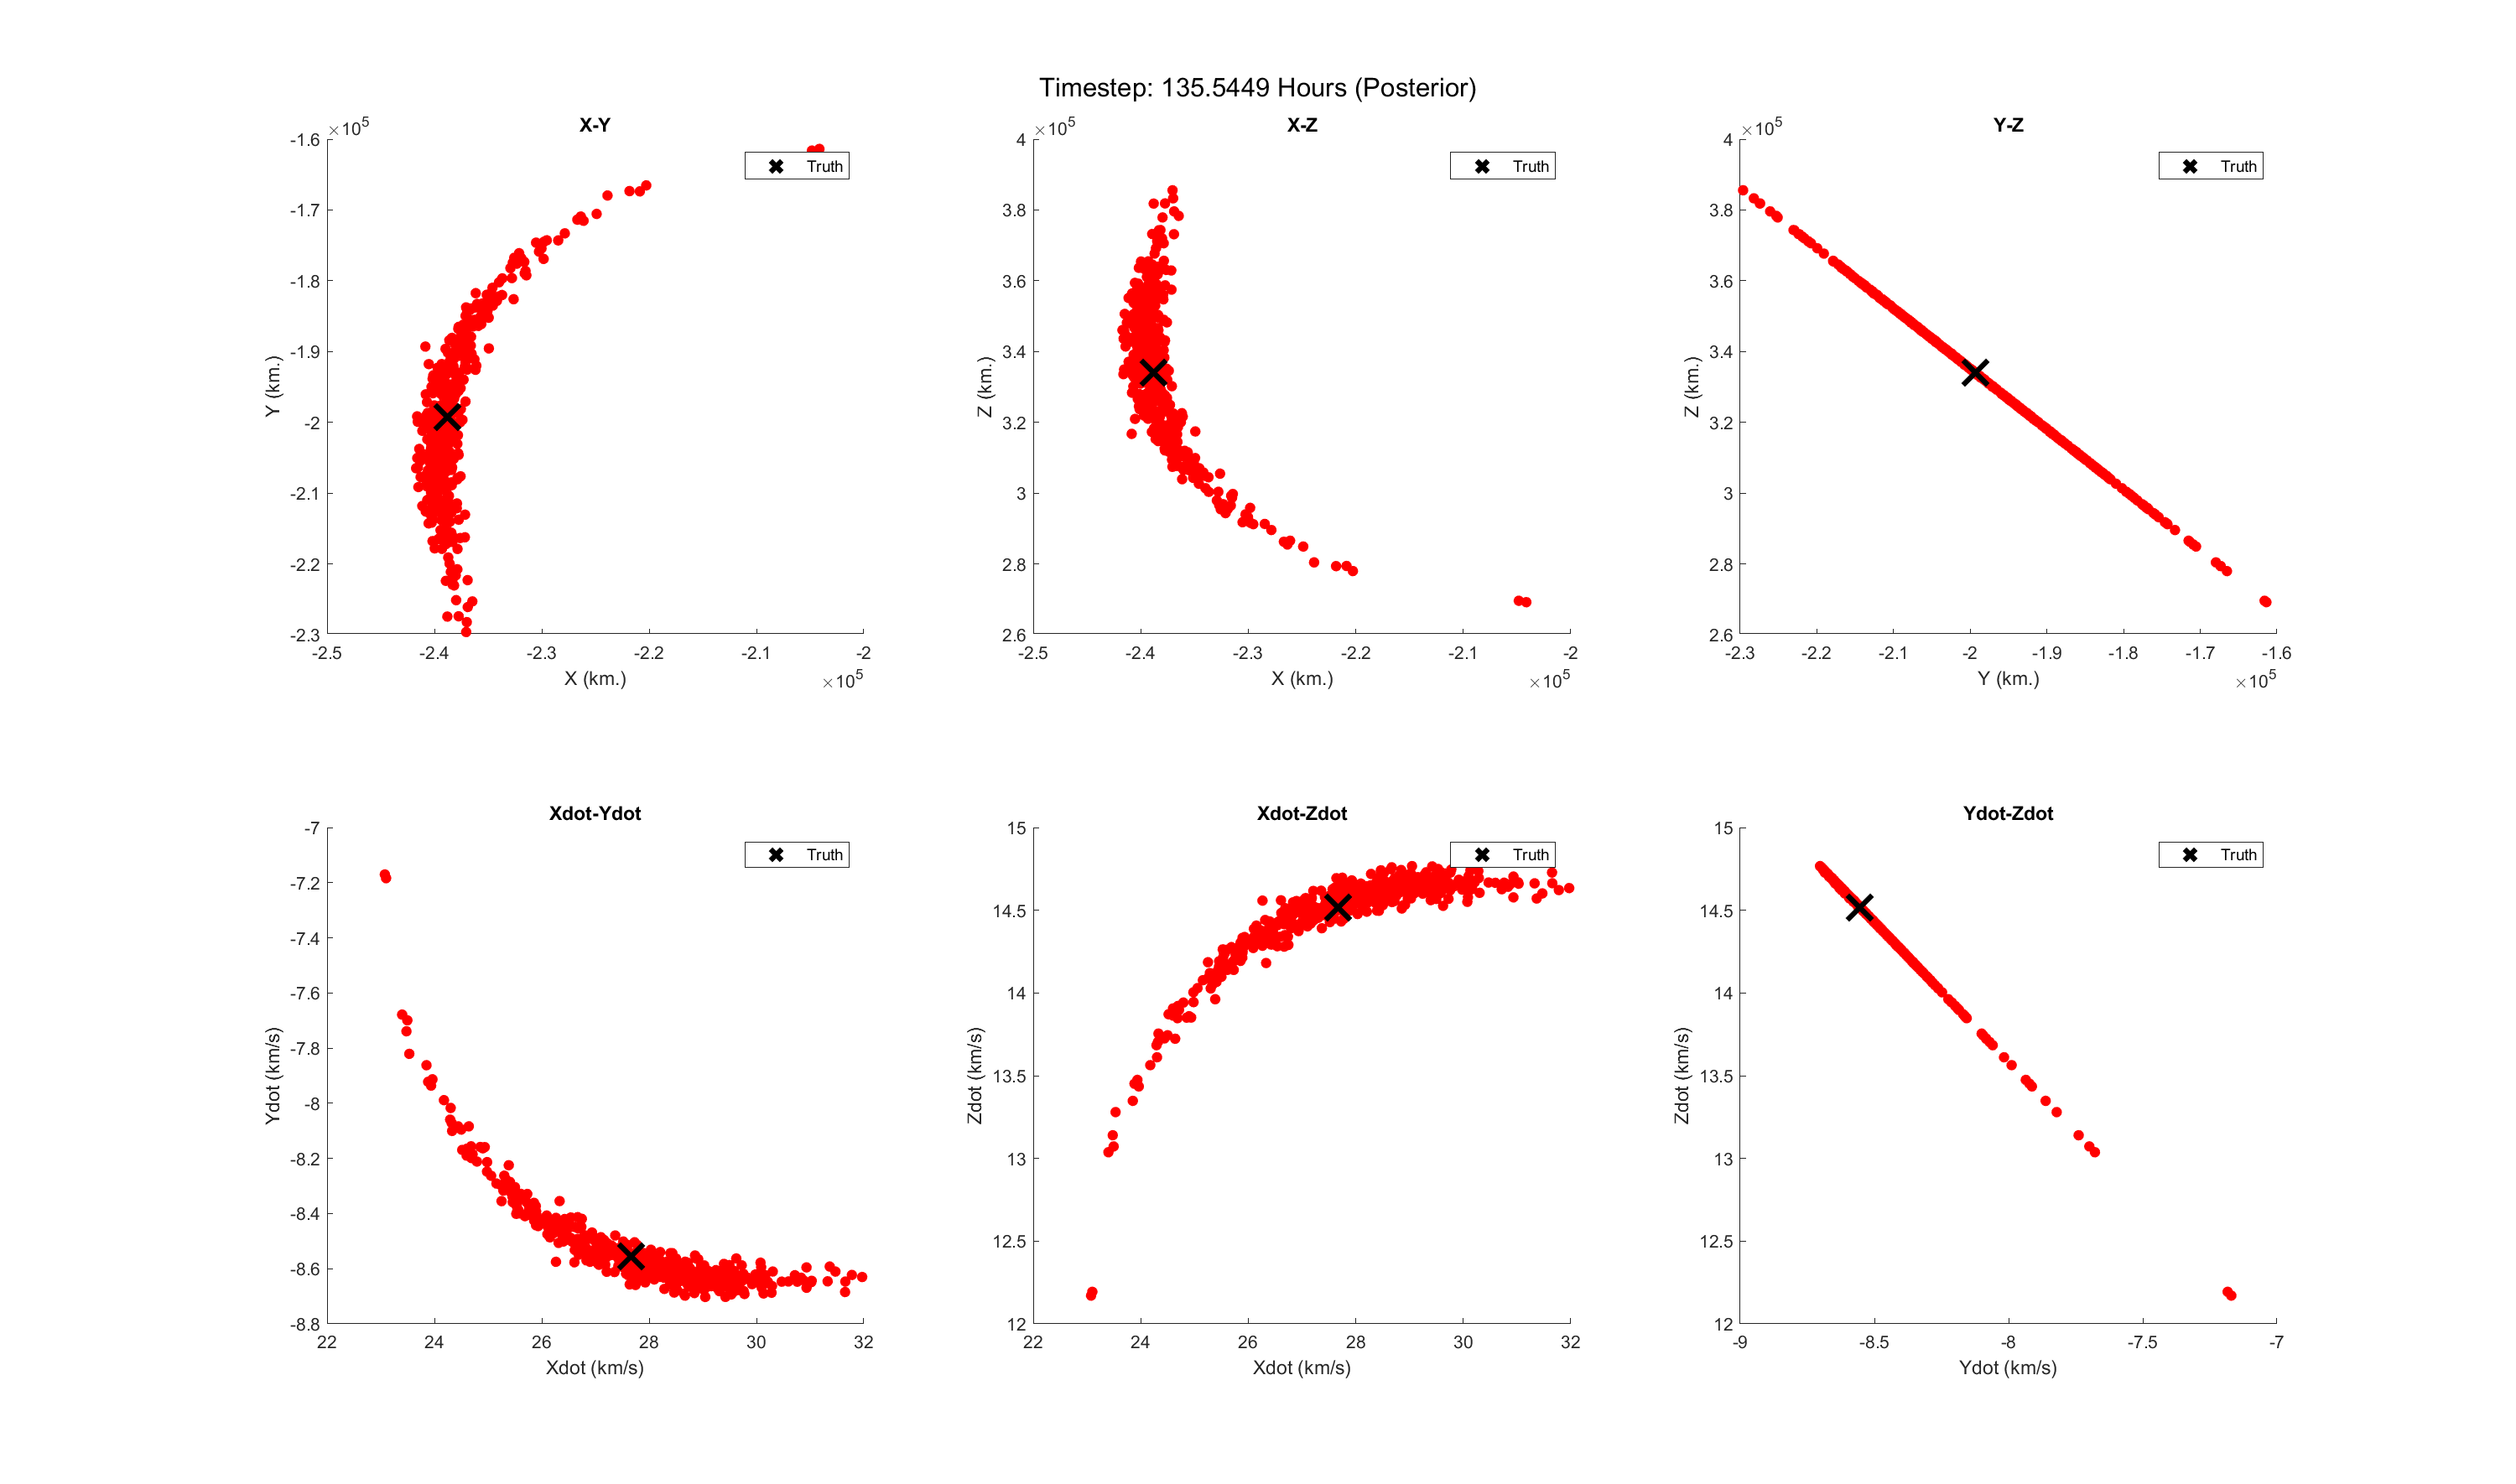 Timestep: 135.5449 Hours (Posterior)
X-Y
×10^5
-1.6
-1.7
-1.8
-1.9
-2
-2.1
-2.2
-2.3
Y (km.)
Truth
-2.5 -2.4 -2.3 -2.2 -2.1 -2
X (km.)
×10^5
X-Z
×10^5
4
3.8
3.6
3.4
3.2
3
2.8
2.6
Z (km.)
Truth
-2.5 -2.4 -2.3 -2.2 -2.1 -2
X (km.)
×10^5
Y-Z
×10^5
4
3.8
3.6
3.4
3.2
3
2.8
2.6
Z (km.)
Truth
-2.3 -2.2 -2.1 -2 -1.9 -1.8 -1.7 -1.6
Y (km.)
×10^5
Xdot-Ydot
-7
-7.2
-7.4
-7.6
-7.8
-8
-8.2
-8.4
-8.6
-8.8
Ydot (km/s)
Truth
22 24 26 28 30 32
Xdot (km/s)
Xdot-Zdot
15
14.5
14
13.5
13
12.5
12
Zdot (km/s)
Truth
22 24 26 28 30 32
Xdot (km/s)
Ydot-Zdot
15
14.5
14
13.5
13
12.5
12
Zdot (km/s)
Truth
-9 -8.5 -8 -7.5 -7
Ydot (km/s)